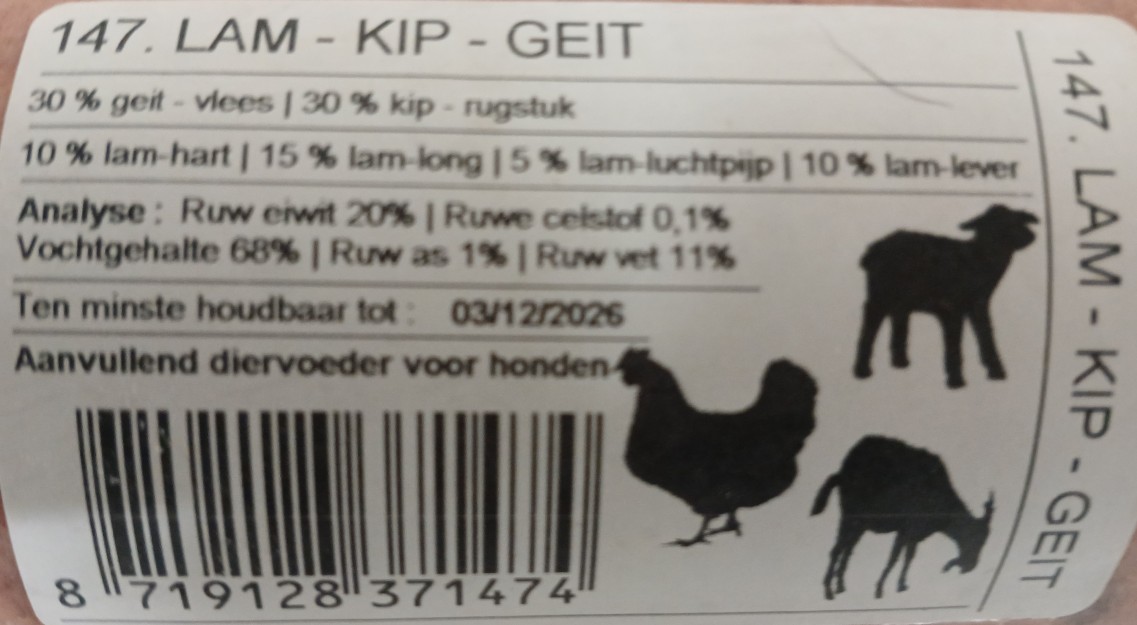 147. LAM - KIP - GEIT
30 % geit - vlees | 30 % kip - rugstuk
10 % lam-hart | 15 % lam-long | 5 % lam-luchtpijp | 10 % lam-lever
Analyse : Ruw eiwit 20% | Ruwe celstof 0,1%
Vochtgehalte 68% | Ruw as 1% | Ruw vet 11%
Ten minste houdbaar tot : 03/12/2026
Aanvullend diervoeder voor honden
8 719128 371474
147. LAM - KIP - GEIT